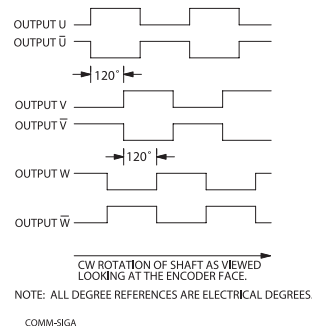 OUTPUT U
OUTPUT U̅
120°
OUTPUT V
OUTPUT V̅
120°
OUTPUT W
OUTPUT W̅
CW ROTATION OF SHAFT AS VIEWED
LOOKING AT THE ENCODER FACE.
NOTE: ALL DEGREE REFERENCES ARE ELECTRICAL DEGREES.
COMM-SIGA